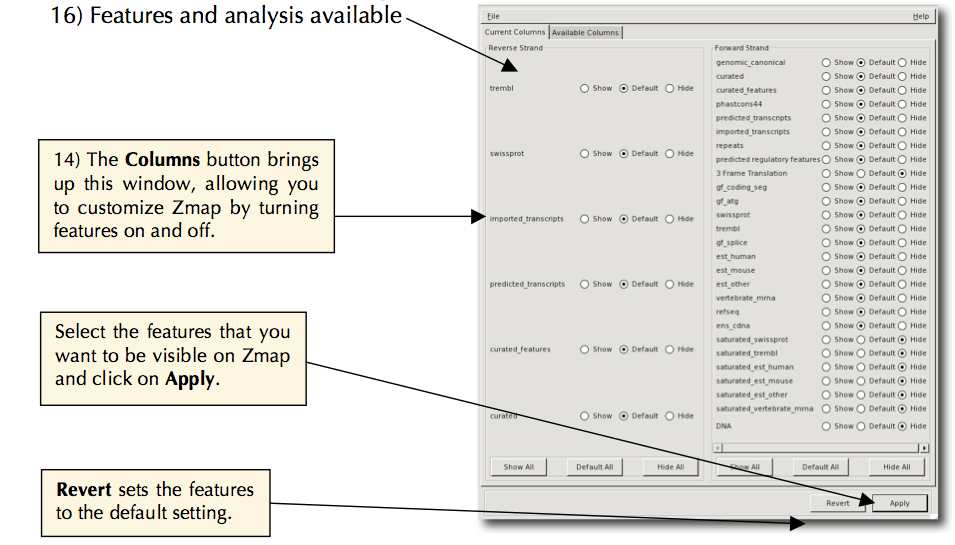 16) Features and analysis available
14) The Columns button brings
up this window, allowing you
to customize Zmap by turning
features on and off.
Select the features that you
want to be visible on Zmap
and click on Apply.
Revert sets the features
to the default setting.
File Help
Current Columns Available Columns
Reverse Strand
trembl Show Default Hide
swissprot Show Default Hide
imported_transcripts Show Default Hide
predicted_transcripts Show Default Hide
curated_features Show Default Hide
curated Show Default Hide
Show All Default All Hide All
Forward Strand
genomic_canonical Show Default Hide
curated Show Default Hide
curated_features Show Default Hide
phastcons44 Show Default Hide
predicted_transcripts Show Default Hide
imported_transcripts Show Default Hide
repeats Show Default Hide
predicted regulatory features Show Default Hide
3 Frame Translation Show Default Hide
gf_coding_seg Show Default Hide
gf_atg Show Default Hide
swissprot Show Default Hide
trembl Show Default Hide
gf_splice Show Default Hide
est_human Show Default Hide
est_mouse Show Default Hide
est_other Show Default Hide
vertebrate_mrna Show Default Hide
refseq Show Default Hide
ens_cdna Show Default Hide
saturated_swissprot Show Default Hide
saturated_trembl Show Default Hide
saturated_est_human Show Default Hide
saturated_est_mouse Show Default Hide
saturated_est_other Show Default Hide
saturated_vertebrate_mrna Show Default Hide
DNA Show Default Hide
Show All Default All Hide All
Revert Apply